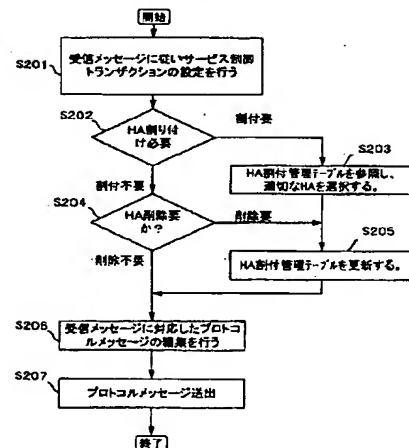 開始
S201
受信メッセージに従いサービス制御
トランザクションの設定を行う
S202
HA割り付
け必要
割付要
S203
HA割付管理テーブルを参照し、
適切なHAを選択する。
割付不要
S204
HA削除要
か?
削除要
S205
HA割付管理テーブルを更新する。
削除不要
S206
受信メッセージに対応したプロトコ
ルメッセージの編集を行う
S207
プロトコルメッセージ送出
終了